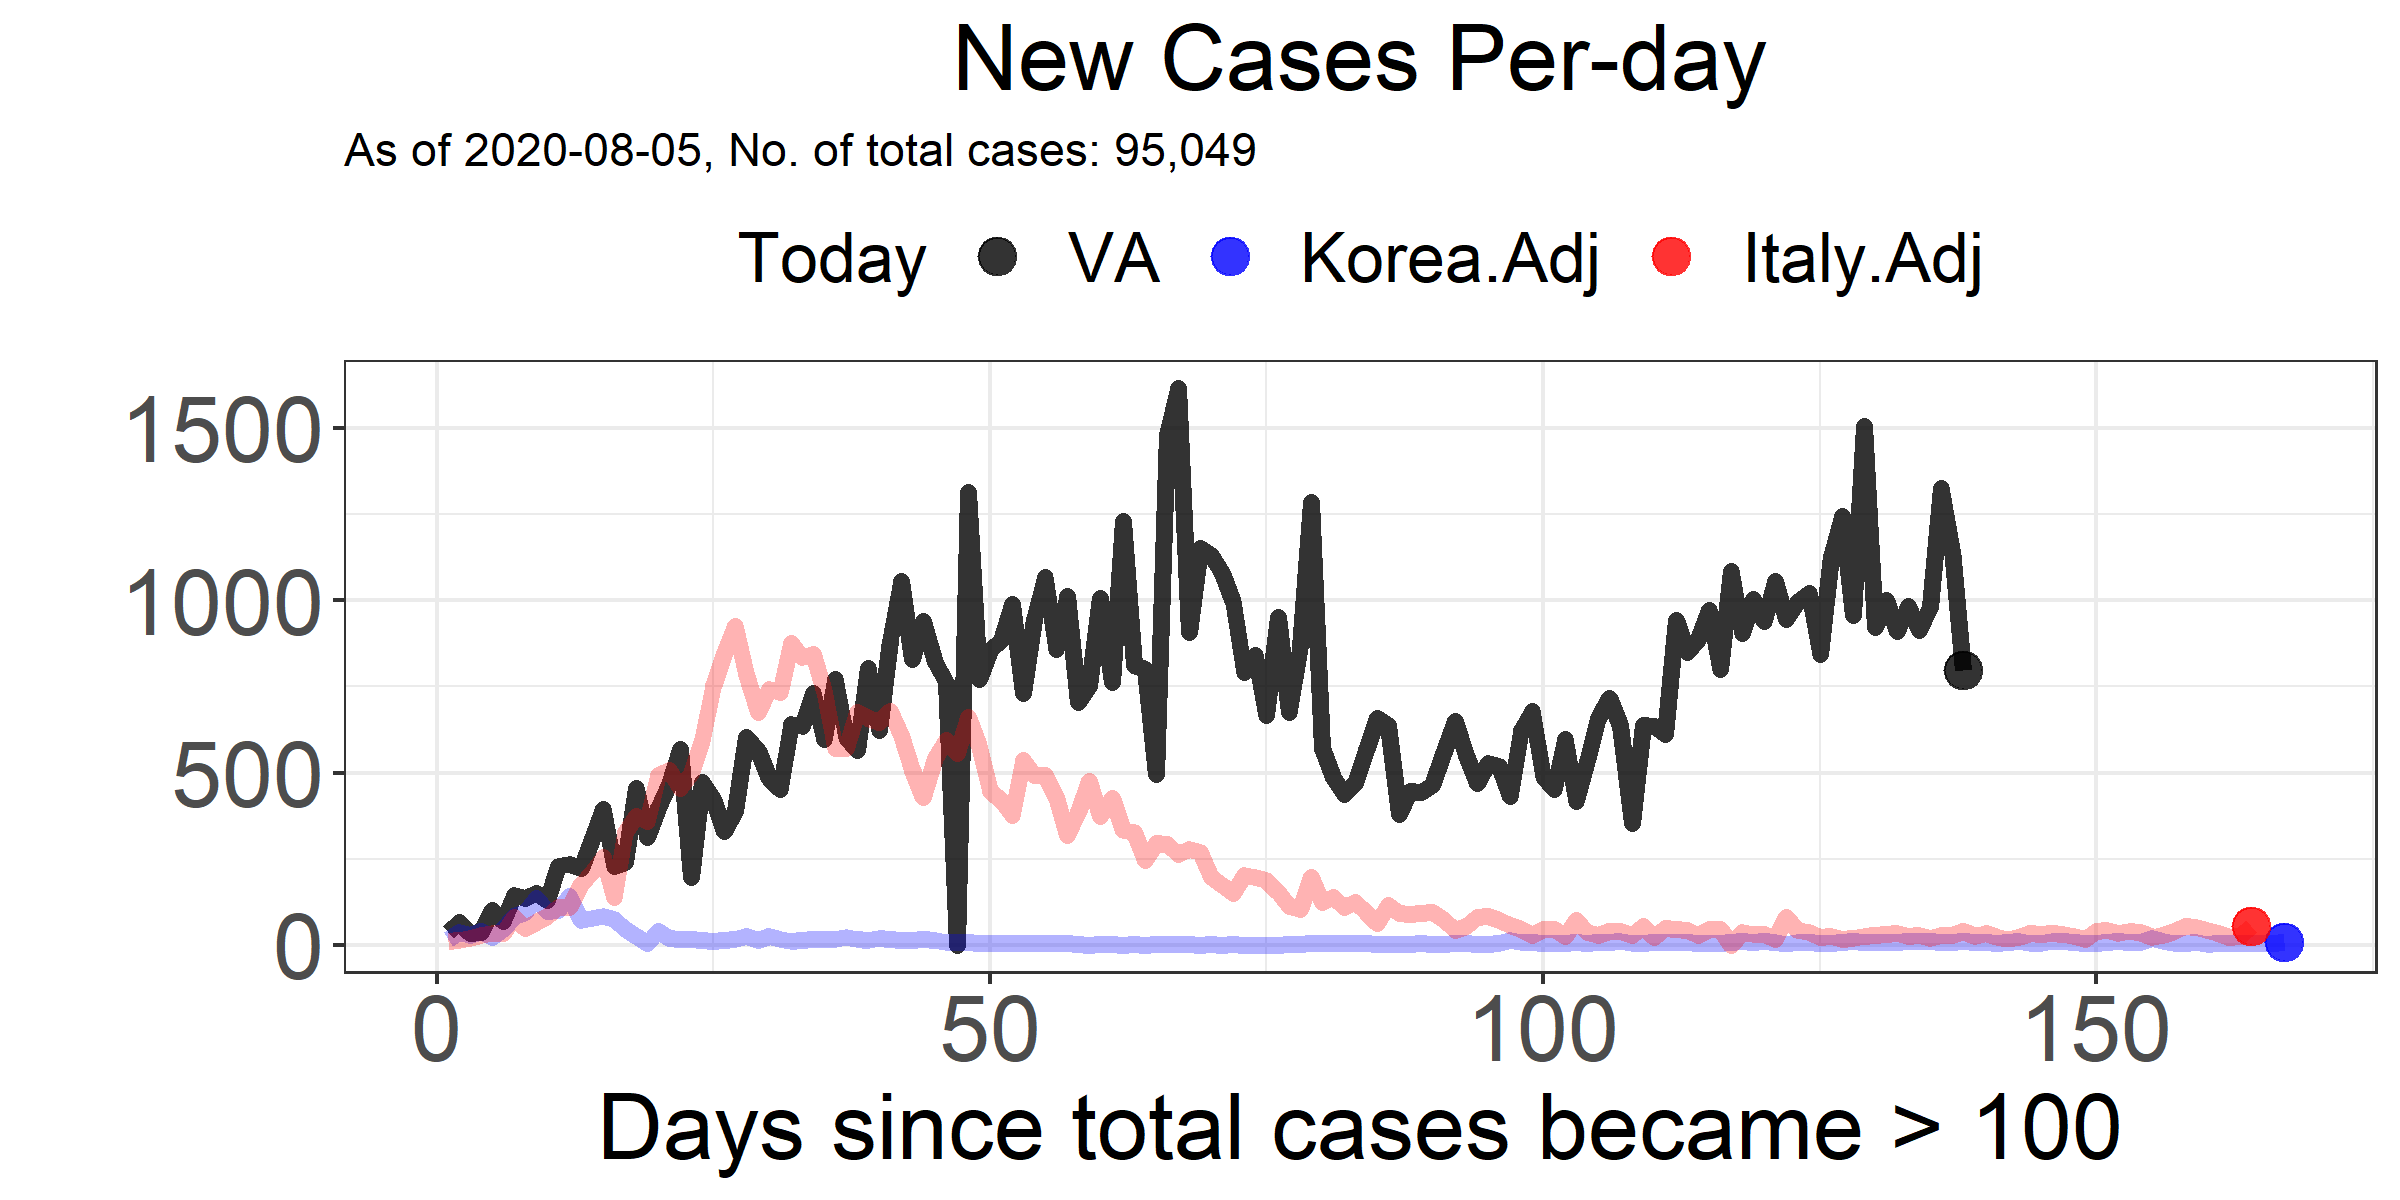 New Cases Per-day
As of 2020-08-05, No. of total cases: 95,049
Today VA Korea.Adj Italy.Adj
1500
1000
500
0
0 50 100 150
Days since total cases became > 100